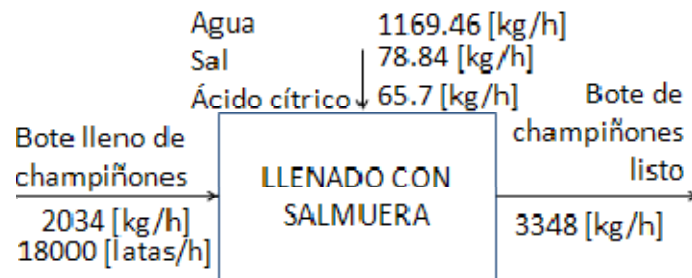 Agua 1169.46 [kg/h]
Sal 78.84 [kg/h]
Ácido cítrico 65.7 [kg/h]
Bote lleno de
champiñones
2034 [kg/h]
18000 [latas/h]
LLENADO CON
SALMUERA
Bote de
champiñones
listo
3348 [kg/h]